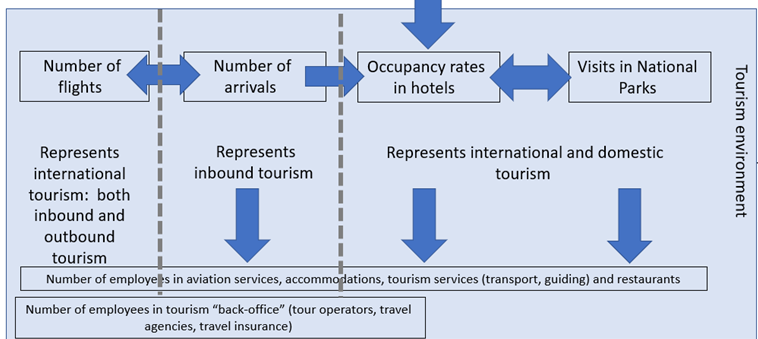 Number of
flights
Number of
arrivals
Occupancy rates
in hotels
Visits in National
Parks
Tourism environment
Represents
international
tourism: both
inbound and
outbound
tourism
Represents
inbound tourism
Represents international and domestic
tourism
Number of employees in aviation services, accommodations, tourism services (transport, guiding) and restaurants
Number of employees in tourism “back-office” (tour operators, travel
agencies, travel insurance)